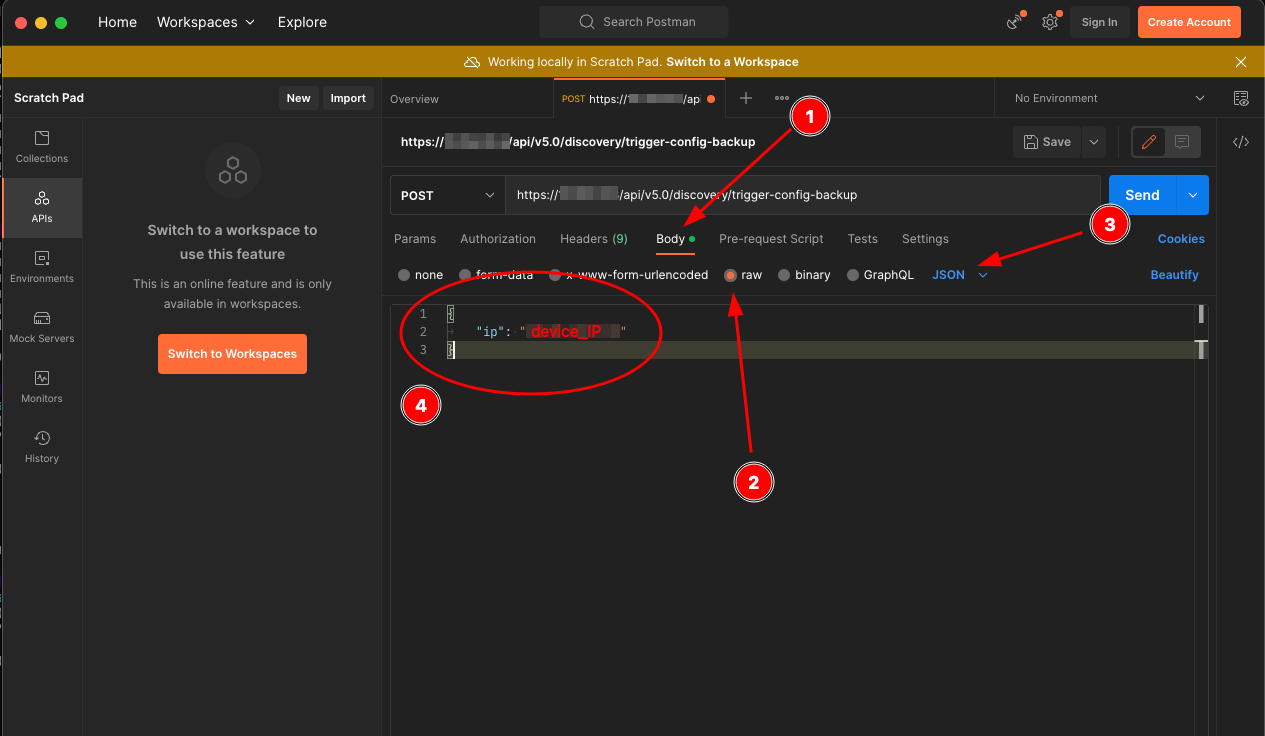 Home Workspaces Explore Search Postman Sign In Create Account
Working locally in Scratch Pad. Switch to a Workspace
Scratch Pad New Import
Overview POST https:// /api No Environment
1
https:// /api/v5.0/discovery/trigger-config-backup Save
POST https:// /api/v5.0/discovery/trigger-config-backup Send
3
Params Authorization Headers (9) Body Pre-request Script Tests Settings Cookies
none form-data x-www-form-urlencoded raw binary GraphQL JSON Beautify
1 {
2 "ip": "device_IP"
3 }
4
2
Collections
APIs
Environments
Mock Servers
Monitors
History
Switch to a workspace to
use this feature
This is an online feature and is only
available in workspaces.
Switch to Workspaces